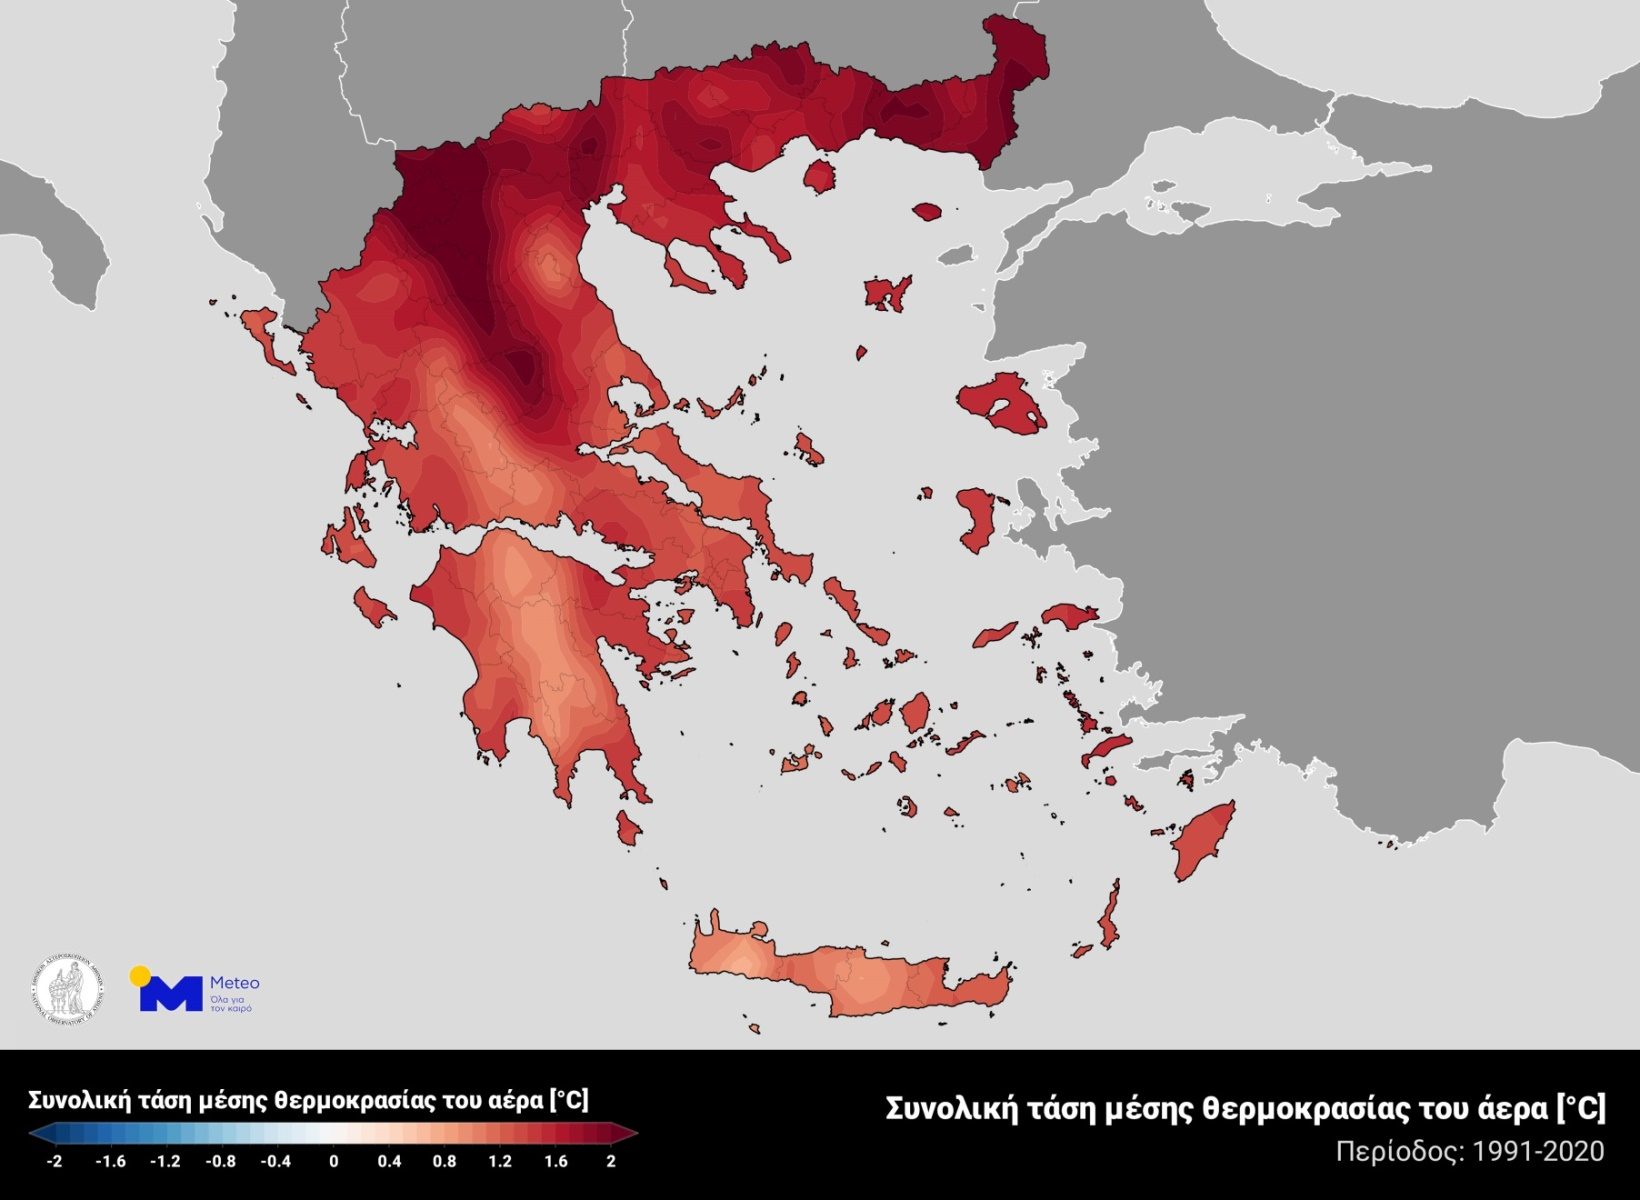 Meteo
Όλα για
τον καιρό
Συνολική τάση μέσης θερμοκρασίας του αέρα [°C]
-2 -1.6 -1.2 -0.8 -0.4 0 0.4 0.8 1.2 1.6 2
Συνολική τάση μέσης θερμοκρασίας του άερα [°C]
Περίοδος: 1991-2020